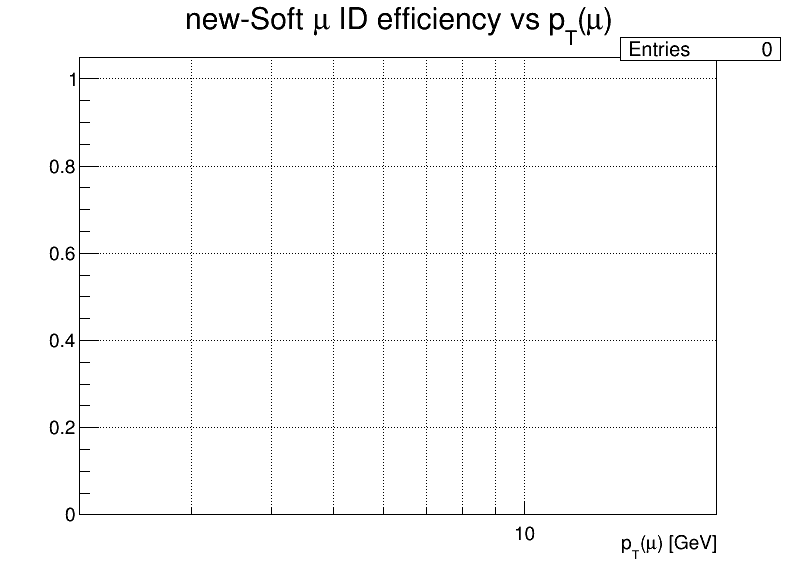 new-Soft μ ID efficiency vs p_T(μ)
Entries 0
1
0.8
0.6
0.4
0.2
0
10
p_T(μ) [GeV]